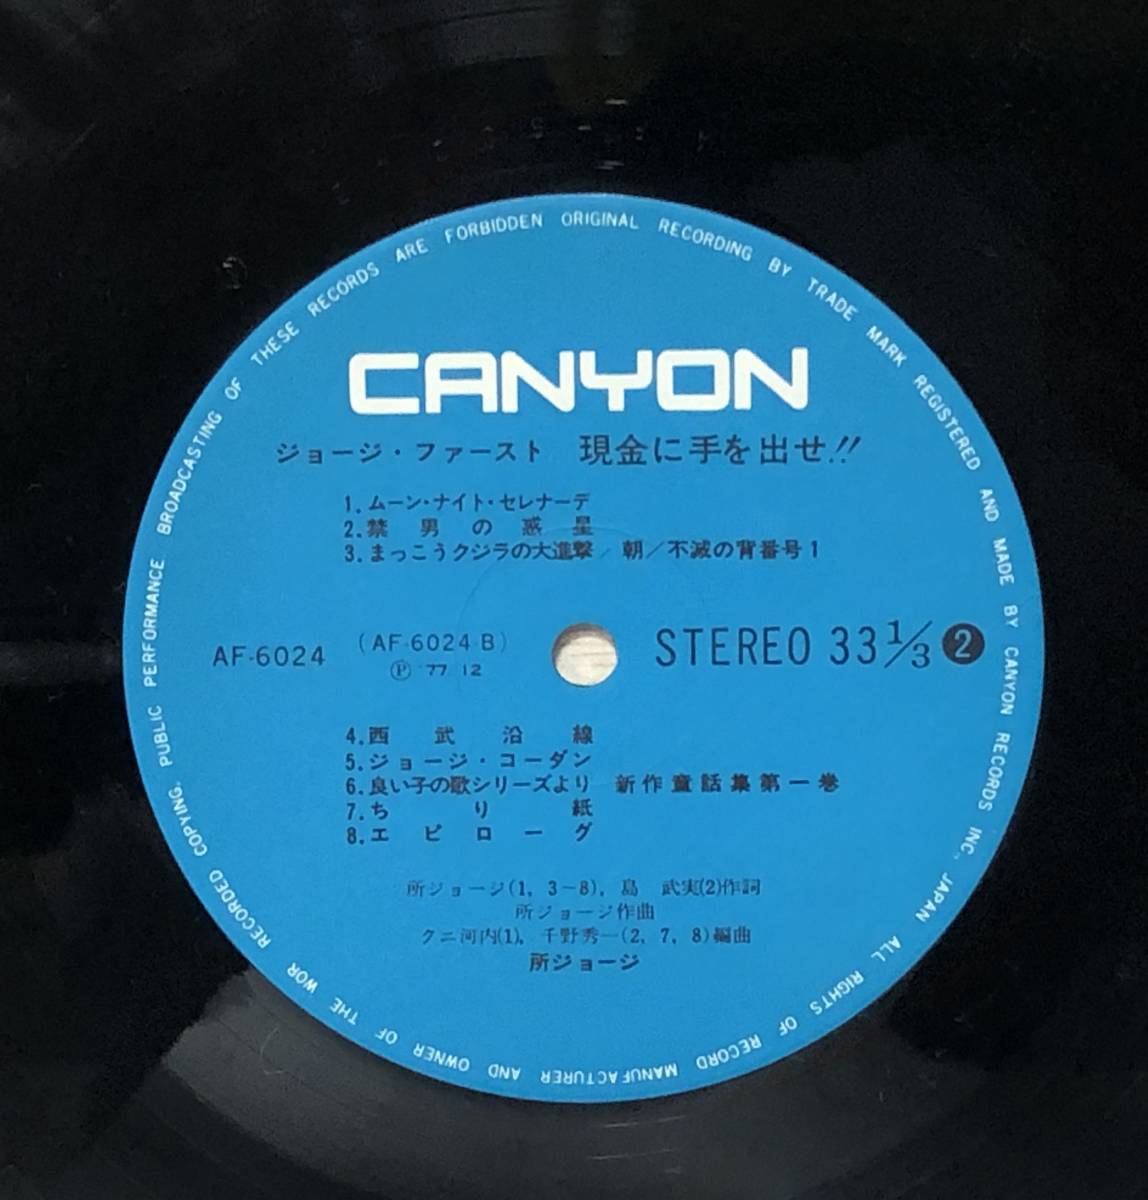 ORIGINAL RECORDING BY TRADE MARK REGISTERED AND MADE BY CANYON RECORDS INC., JAPAN ALL RIGHTS OF RECORD MANUFACTURER AND OWNER OF THE WOR RECORDED COPYING, PUBLIC PERFORMANCE BROADCASTING OF THESE RECORDS ARE FORBIDDEN
CANYON
ジョージ・ファースト 現金に手を出せ!!
1.ムーン・ナイト・セレナーデ
2.禁男の惑星
3.まっこうクジラの大進撃/朝/不滅の背番号1
AF-6024 (AF-6024 B) STEREO 33 1/3 2
Ⓟ '77 12
4.西武沿線
5.ジョージ・コーダン
6.良い子の歌シリーズより 新作童話集第一巻
7.ちり紙
8.エピローグ
所ジョージ(1, 3~8), 島 武実(2)作詞
所ジョージ作曲
クニ河内(1), 千野秀一(2, 7, 8)編曲
所ジョージ